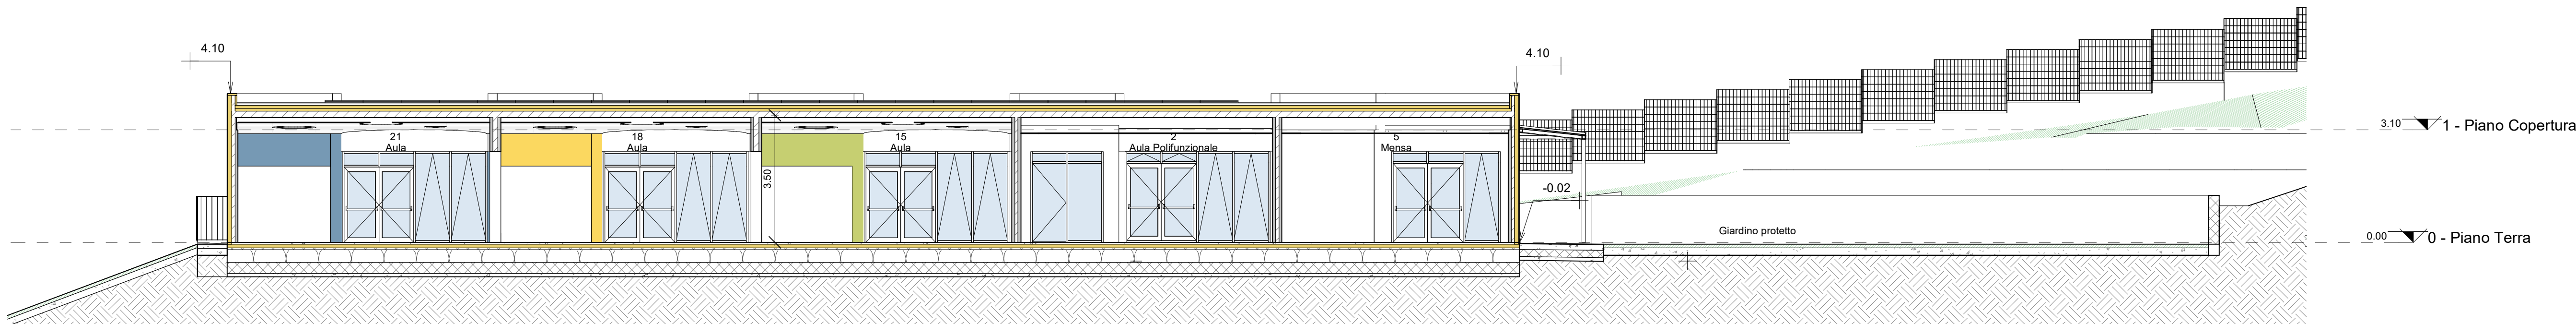 4.10
4.10
21
Aula
18
Aula
15
Aula
2
Aula Polifunzionale
5
Mensa
3.50
-0.02
Giardino protetto
3.10
1 - Piano Copertura
0.00
0 - Piano Terra